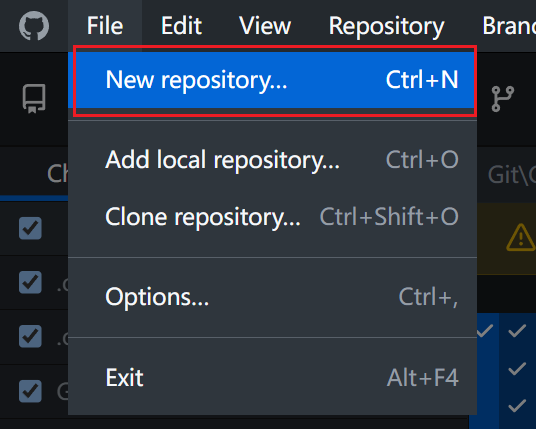 File Edit View Repository Bran
New repository... Ctrl+N
Add local repository... Ctrl+O
Clone repository... Ctrl+Shift+O
Options... Ctrl+,
Exit Alt+F4
Ch
Git\
.c
.c
G